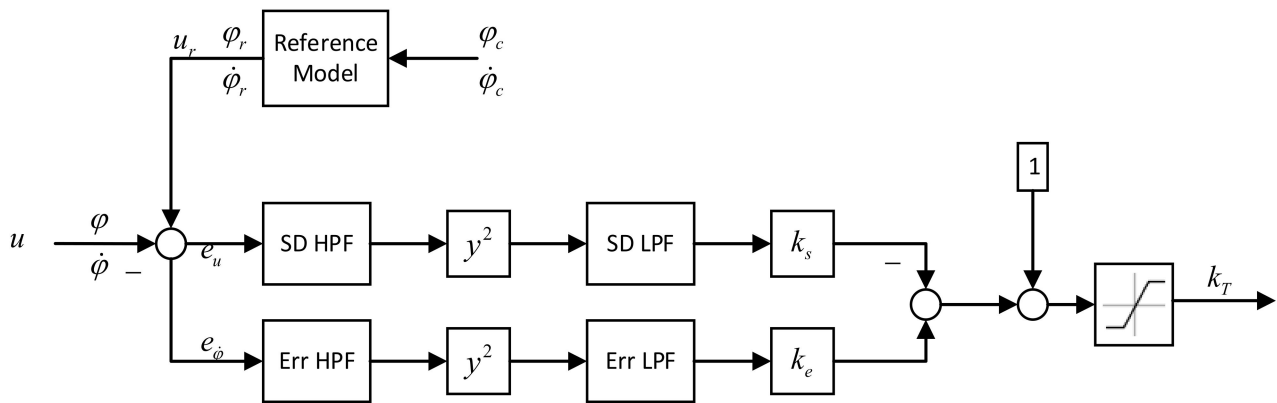 u_r
φ_r
φ̇_r
Reference
Model
φ_c
φ̇_c
1
u
φ
φ̇
−
e_u
SD HPF
y²
SD LPF
k_s
−
k_T
e_φ̇
Err HPF
y²
Err LPF
k_e